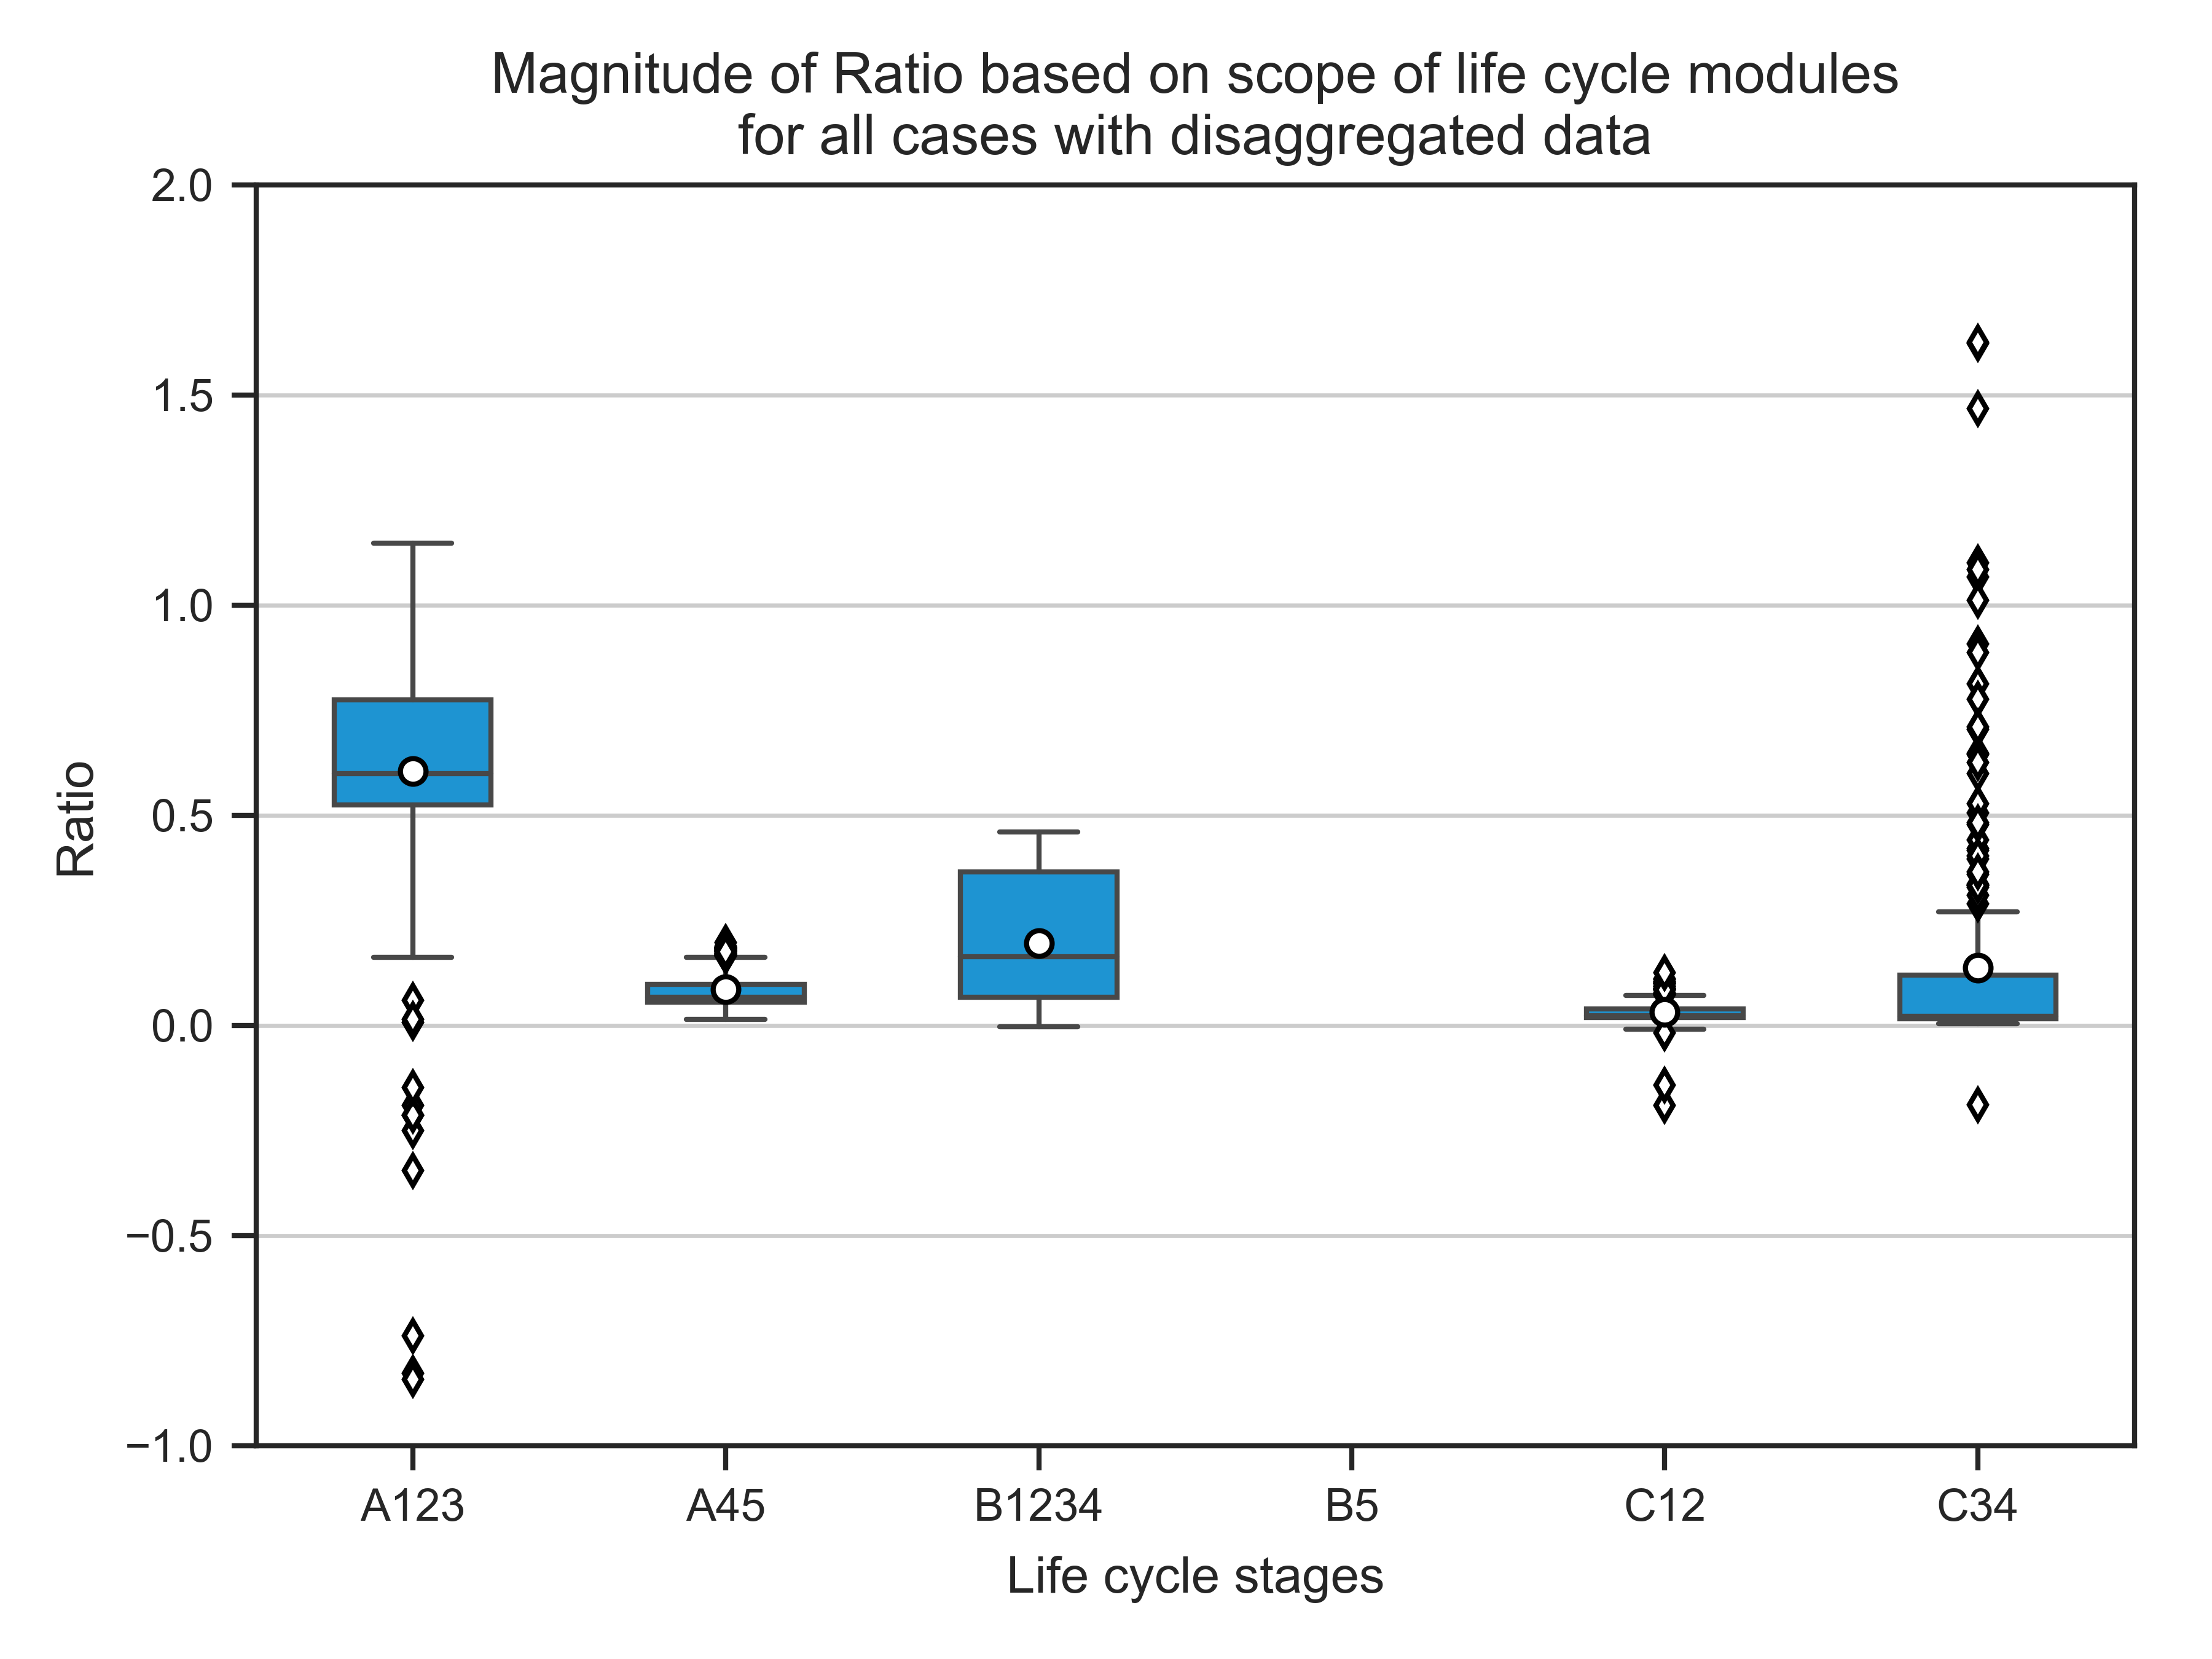 Magnitude of Ratio based on scope of life cycle modules
for all cases with disaggregated data
2.0
1.5
1.0
0.5
0.0
−0.5
−1.0
Ratio
A123 A45 B1234 B5 C12 C34
Life cycle stages